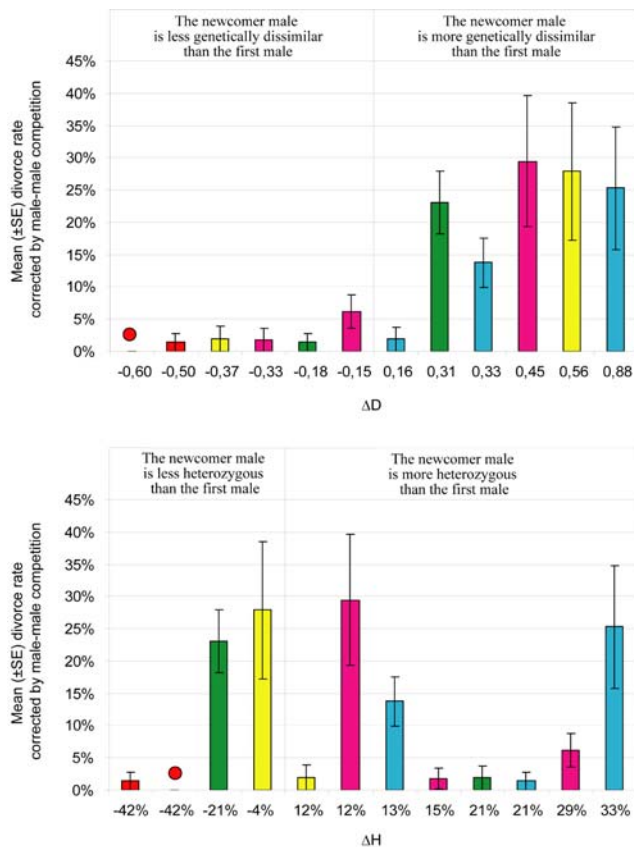 The newcomer male
is less genetically dissimilar
than the first male
The newcomer male
is more genetically dissimilar
than the first male
Mean (±SE) divorce rate
corrected by male-male competition
45%
40%
35%
30%
25%
20%
15%
10%
5%
0%
-0,60 -0,50 -0,37 -0,33 -0,18 -0,15 0,16 0,31 0,33 0,45 0,56 0,88
ΔD
The newcomer male
is less heterozygous
than the first male
The newcomer male
is more heterozygous
than the first male
Mean (±SE) divorce rate
corrected by male-male competition
45%
40%
35%
30%
25%
20%
15%
10%
5%
0%
-42% -42% -21% -4% 12% 12% 13% 15% 21% 21% 29% 33%
ΔH